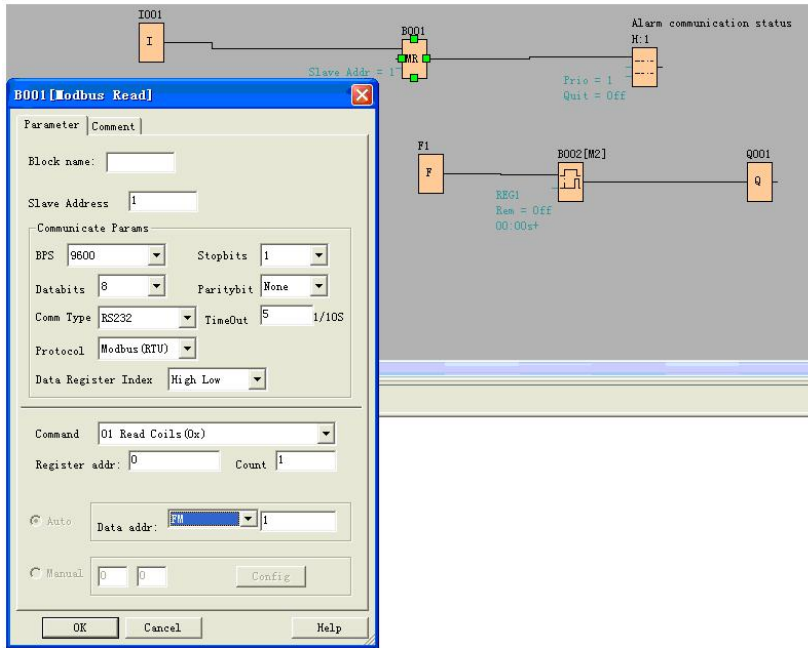 I001
I
B001
MR
Slave Addr = 1
Alarm communication status
H:1
Prio = 1
Quit = Off
F1
F
B002[M2]
REG1
Rem = Off
00:00s+
Q001
Q
B001[Modbus Read]
Parameter
Comment
Block name:
Slave Address 1
Communicate Params
BPS 9600 Stopbits 1
Databits 8 Paritybit None
Comm Type RS232 TimeOut 5 1/10S
Protocol Modbus(RTU)
Data Register Index High Low
Command 01 Read Coils(0x)
Register addr: 0 Count 1
Auto Data addr: FM 1
Manual 0 0 Config
OK Cancel Help